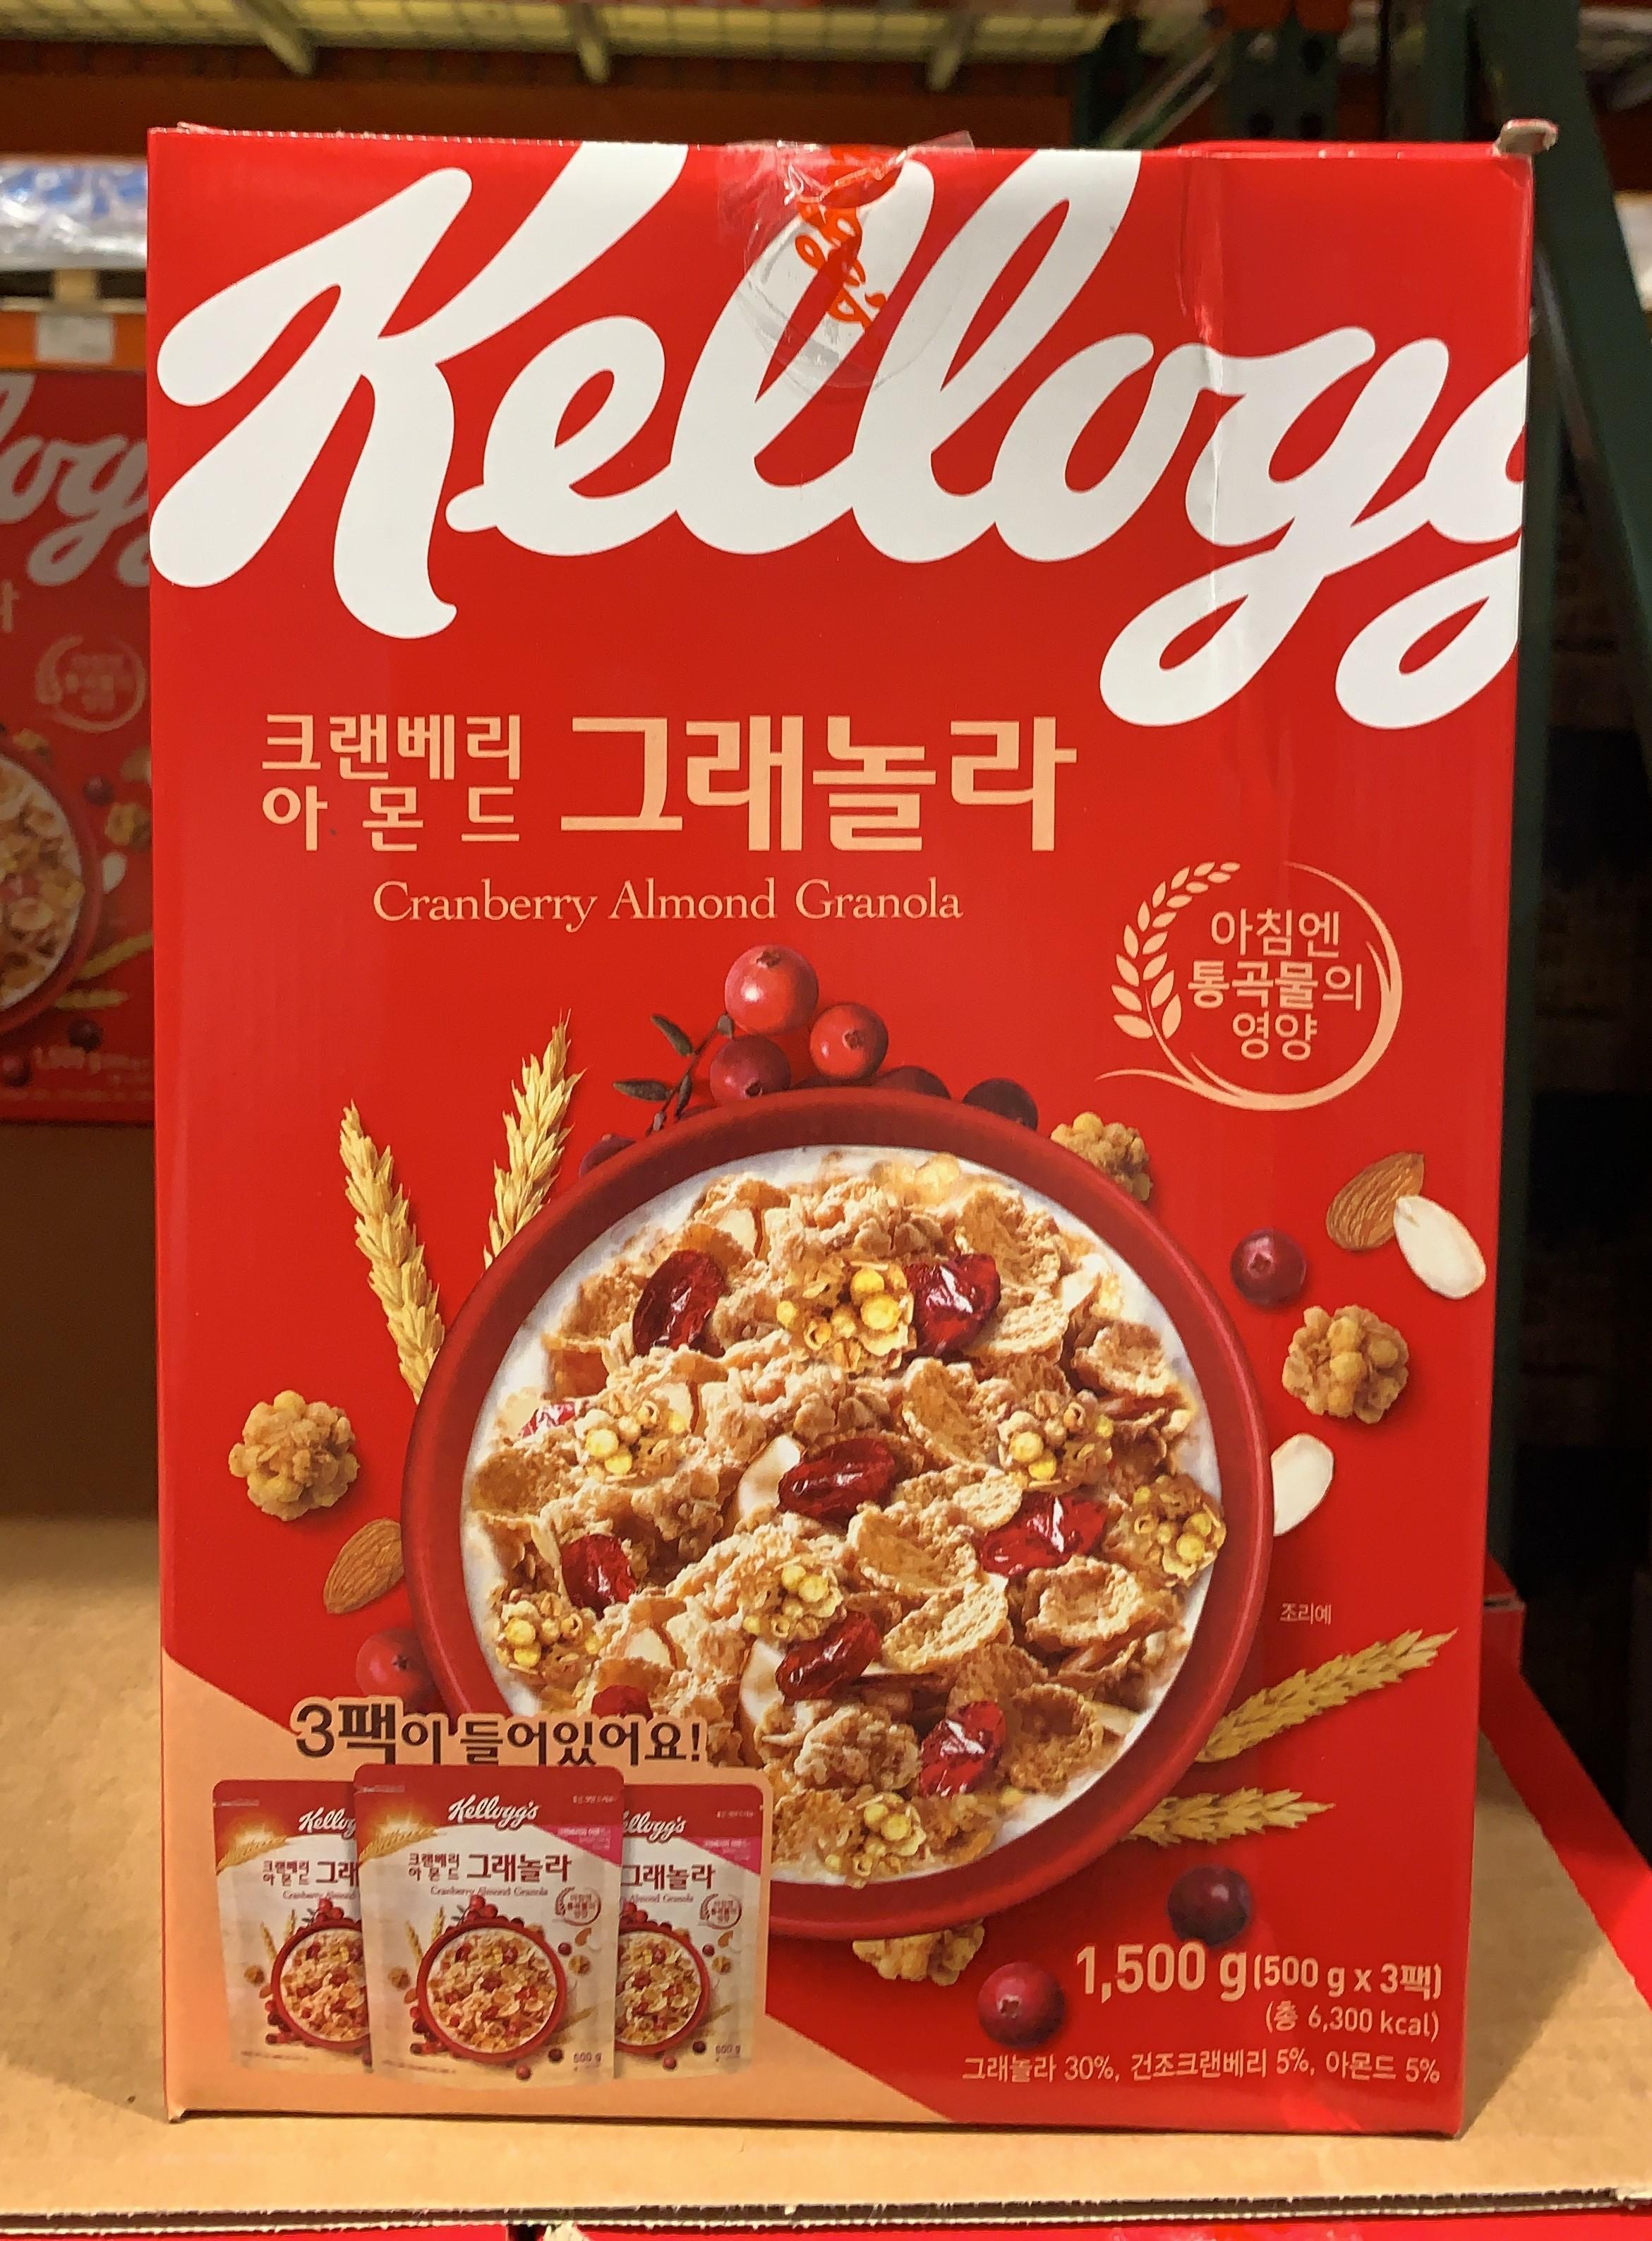 Kellogg
크랜베리
아몬드 그래놀라
Cranberry Almond Granola
아침엔
통곡물의
영양
조리예
3팩이 들어있어요!
Kellogg's
크랜베리
아몬드 그래놀라
Cranberry Almond Granola
500 g
1,500 g(500 g x 3팩)
(총 6,300 kcal)
그래놀라 30%, 건조크랜베리 5%, 아몬드 5%